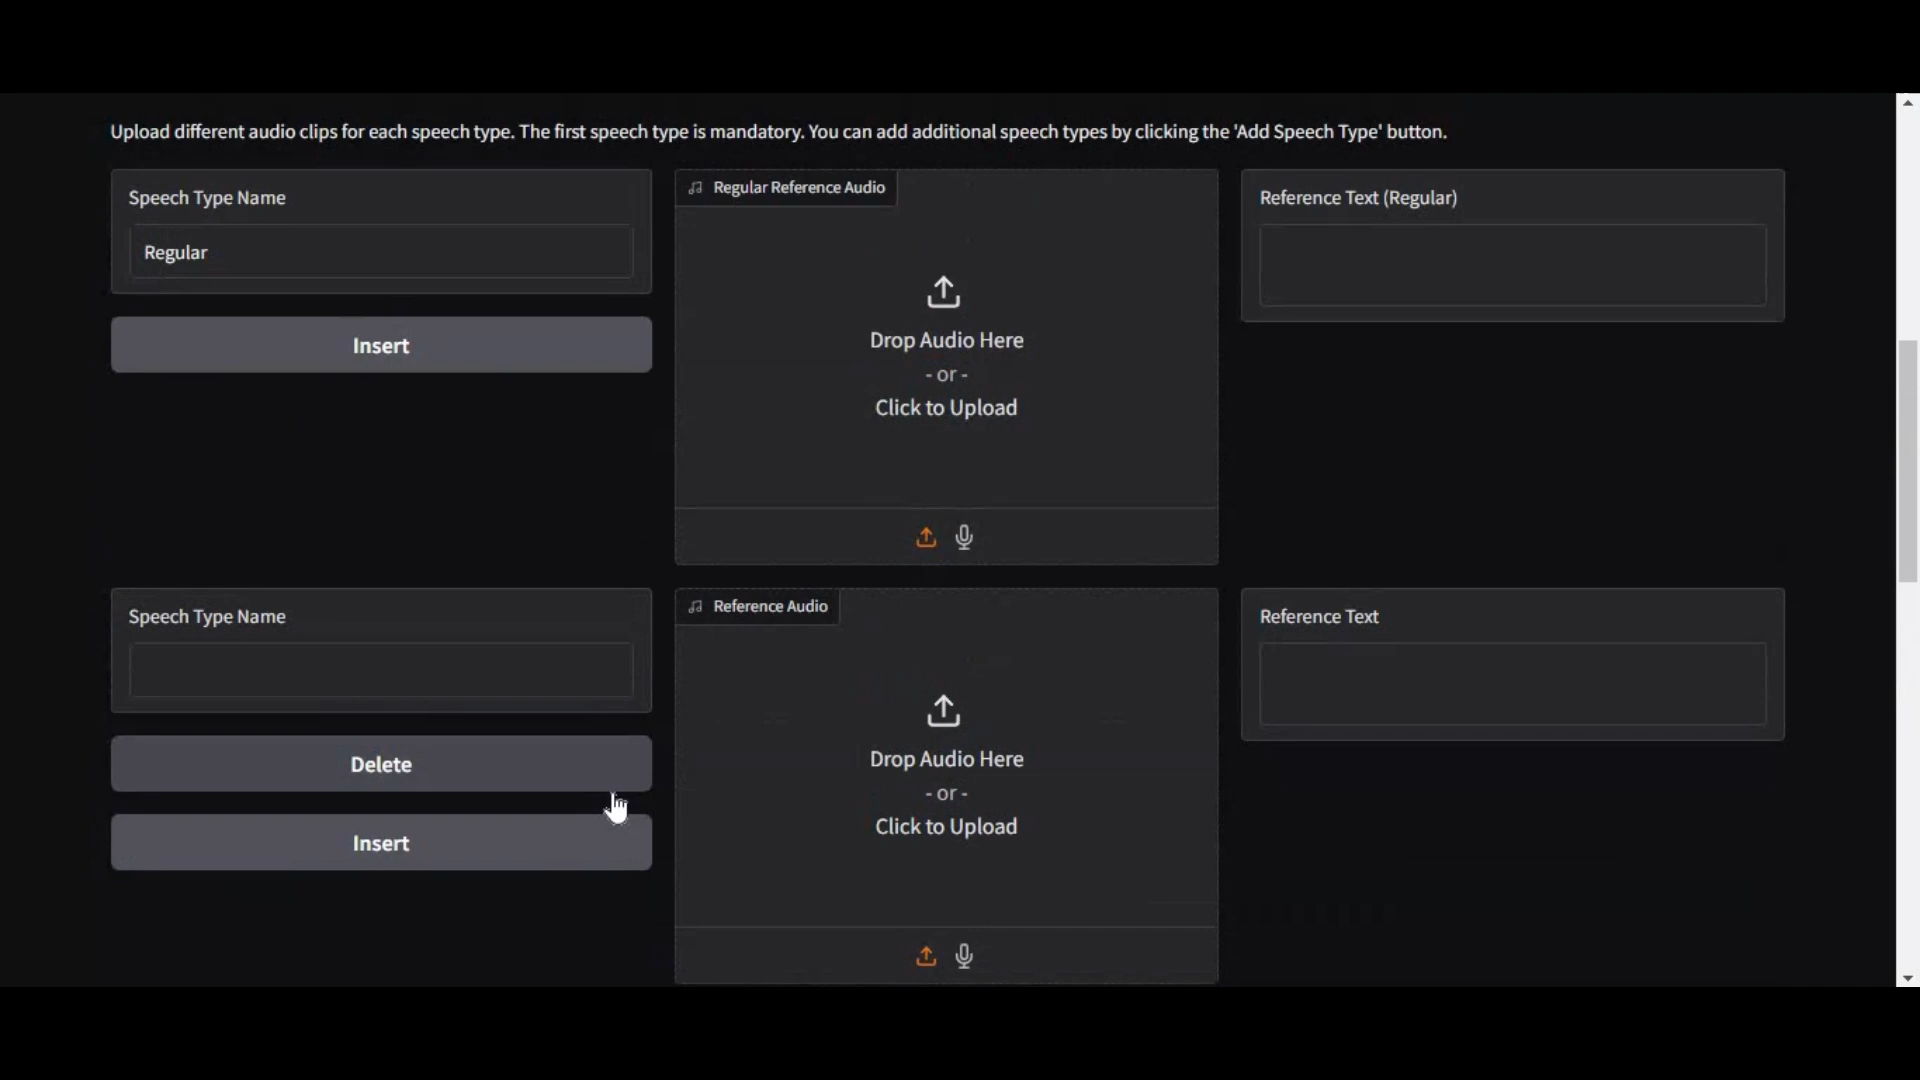 Upload different audio clips for each speech type. The first speech type is mandatory. You can add additional speech types by clicking the 'Add Speech Type' button.
Speech Type Name
Regular
Insert
Regular Reference Audio
Drop Audio Here
- or -
Click to Upload
Reference Text (Regular)
Speech Type Name
Delete
Insert
Reference Audio
Drop Audio Here
- or -
Click to Upload
Reference Text